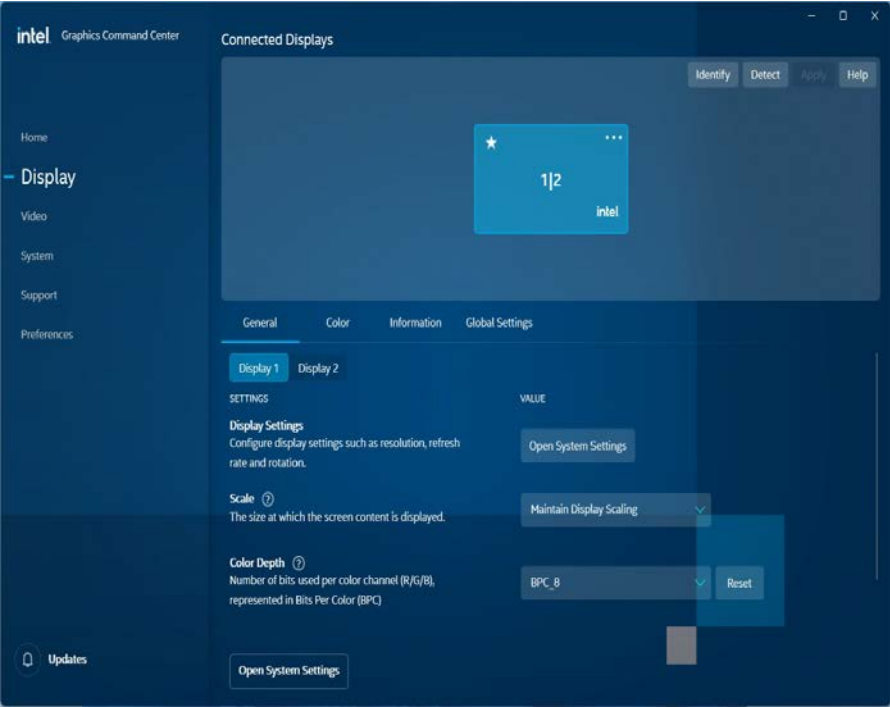 intel. Graphics Command Center
Connected Displays
Identify
Detect
Apply
Help
1|2
intel
Home
Display
Video
System
Support
Preferences
General
Color
Information
Global Settings
Display 1
Display 2
SETTINGS
VALUE
Display Settings
Configure display settings such as resolution, refresh
rate and rotation.
Open System Settings
Scale ?
The size at which the screen content is displayed.
Maintain Display Scaling
Color Depth ?
Number of bits used per color channel (R/G/B),
represented in Bits Per Color (BPC)
BPC_8
Reset
Updates
Open System Settings